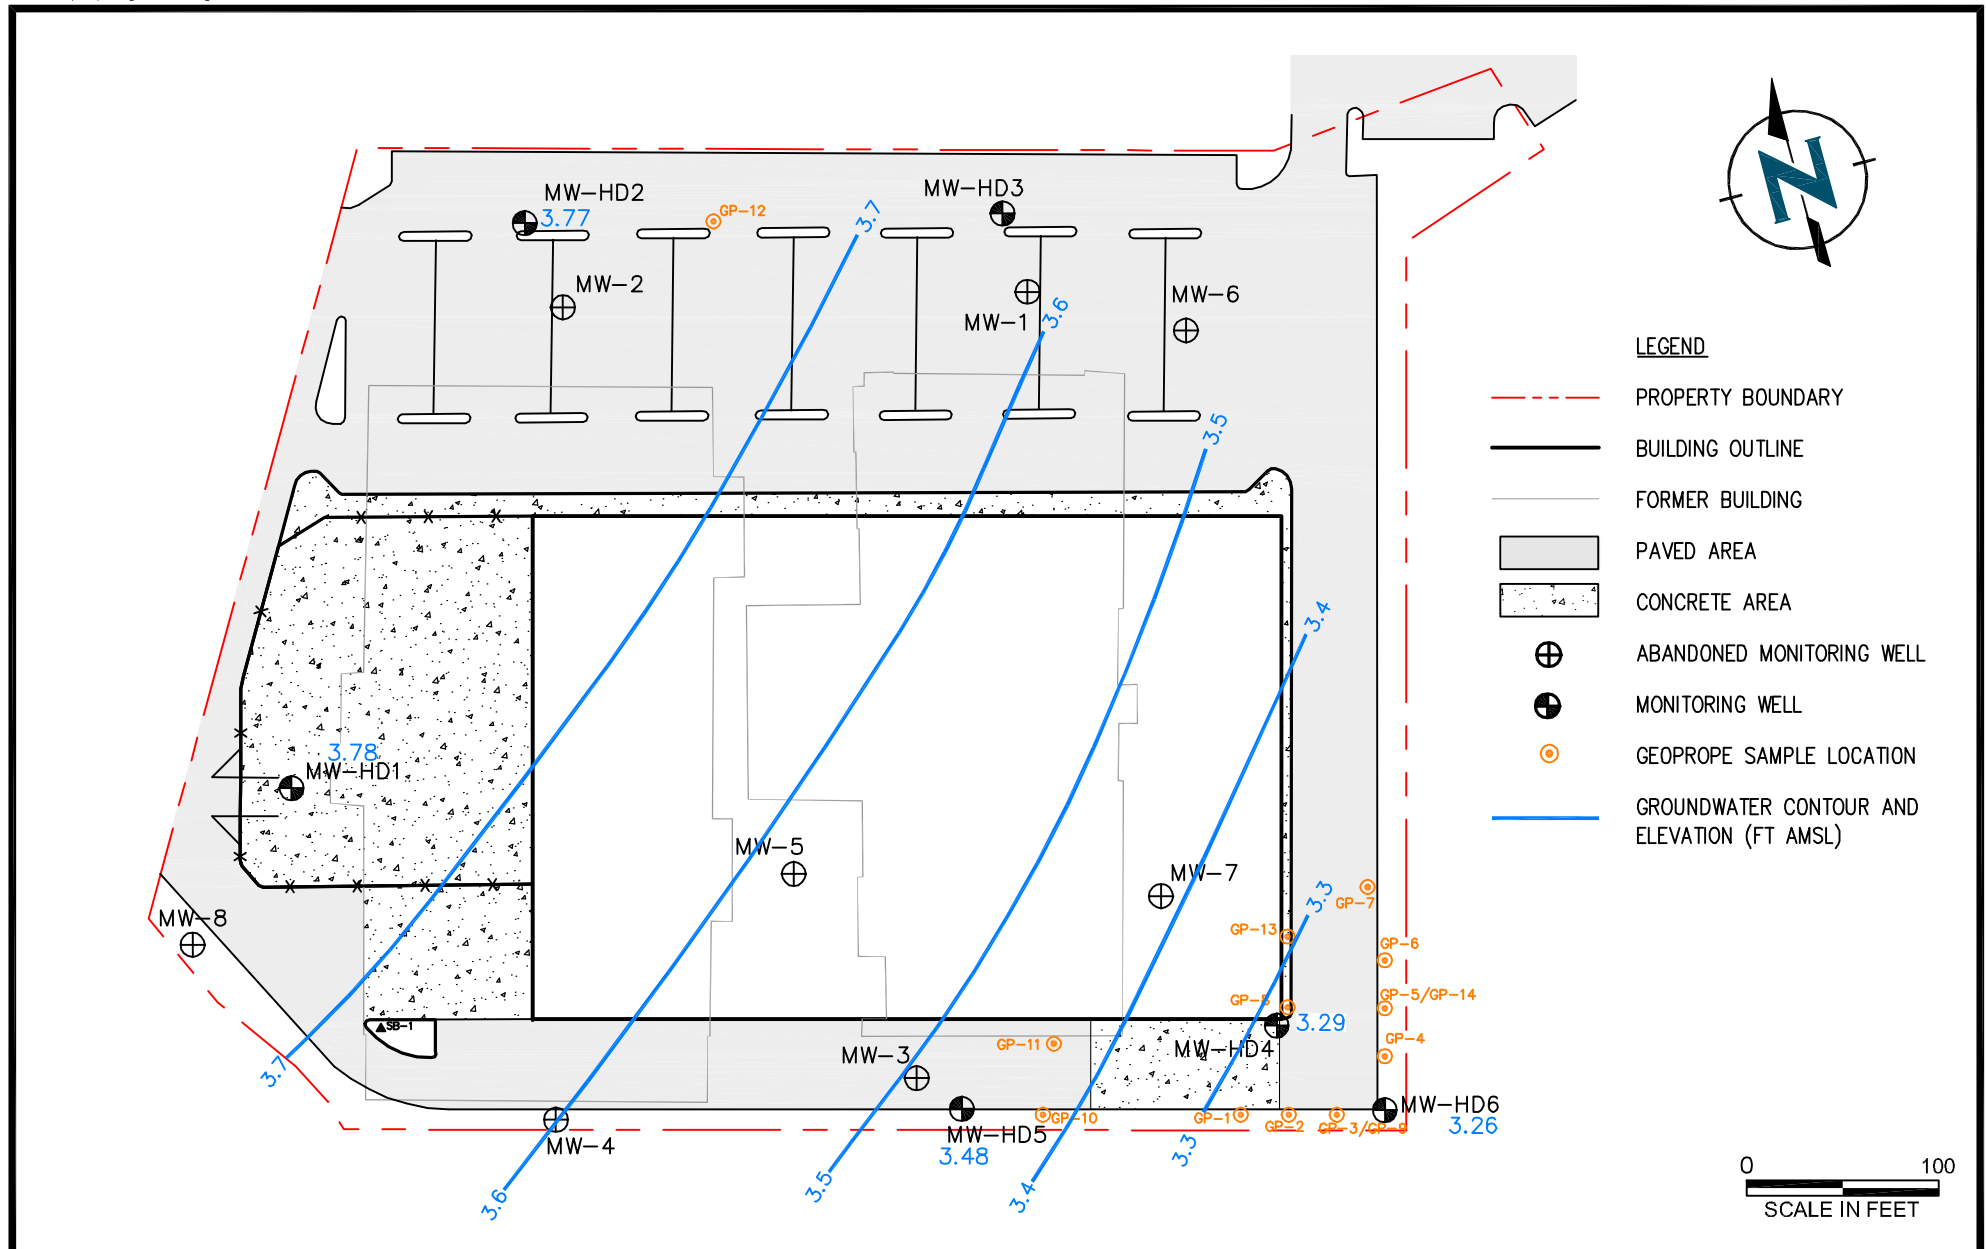 MW-HD2
3.77
GP-12
3.7
MW-HD3
MW-2
MW-1
3.6
MW-6
3.5
3.4
3.78
MW-HD1
MW-5
MW-7
3.3
GP-7
GP-13
GP-6
MW-8
GP-5/GP-14
3.29
SB-1
GP-11
MW-HD4
GP-4
MW-3
3.7
MW-4
MW-HD5
3.48
GP-10
GP-1
GP-2
GP-3/GP-9
MW-HD6
3.26
3.6
3.5
3.4
3.3
N
LEGEND
PROPERTY BOUNDARY
BUILDING OUTLINE
FORMER BUILDING
PAVED AREA
CONCRETE AREA
ABANDONED MONITORING WELL
MONITORING WELL
GEOPROPE SAMPLE LOCATION
GROUNDWATER CONTOUR AND
ELEVATION (FT AMSL)
0 100
SCALE IN FEET